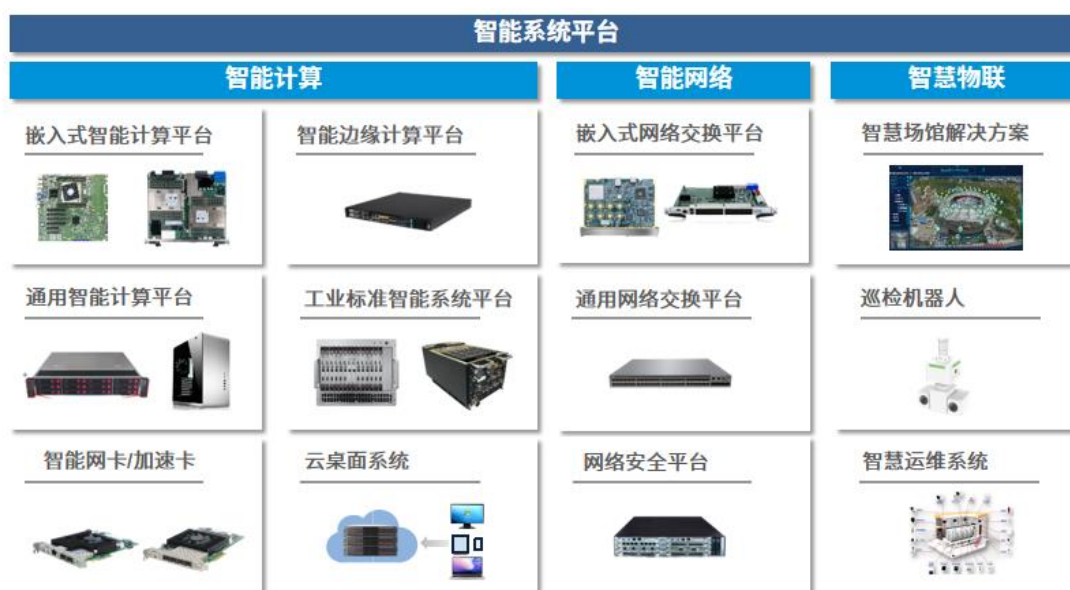 智能系统平台
智能计算
智能网络
智慧物联
嵌入式智能计算平台
智能边缘计算平台
嵌入式网络交换平台
智慧场馆解决方案
通用智能计算平台
工业标准智能系统平台
通用网络交换平台
巡检机器人
智能网卡/加速卡
云桌面系统
网络安全平台
智慧运维系统